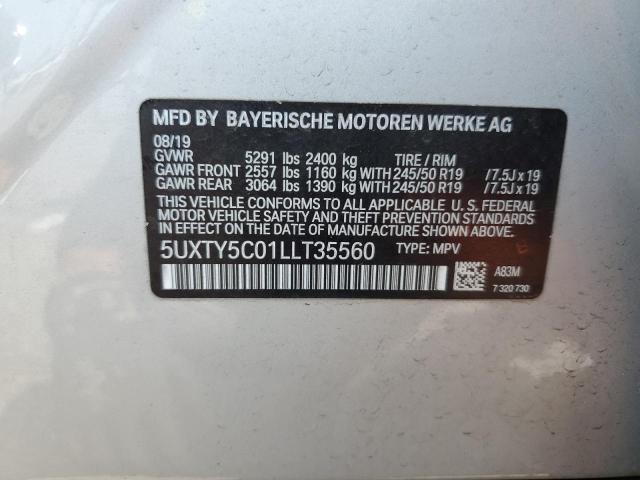 MFD BY BAYERISCHE MOTOREN WERKE AG
08/19
GVWR 5291 lbs 2400 kg TIRE / RIM
GAWR FRONT 2557 lbs 1160 kg WITH 245/50 R19 /7.5J x 19
GAWR REAR 3064 lbs 1390 kg WITH 245/50 R19 /7.5J x 19
THIS VEHICLE CONFORMS TO ALL APPLICABLE U. S. FEDERAL
MOTOR VEHICLE SAFETY AND THEFT PREVENTION STANDARDS
IN EFFECT ON THE DATE OF MANUFACTURE SHOWN ABOVE.
5UXTY5C01LLT35560 TYPE: MPV
A83M
7 320 730